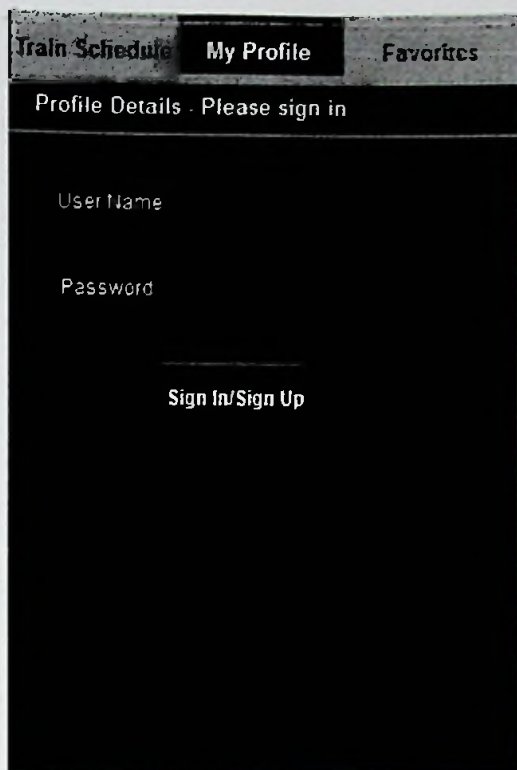 Train Schedule My Profile Favorites
Profile Details - Please sign in
User Name
Password
Sign In/Sign Up